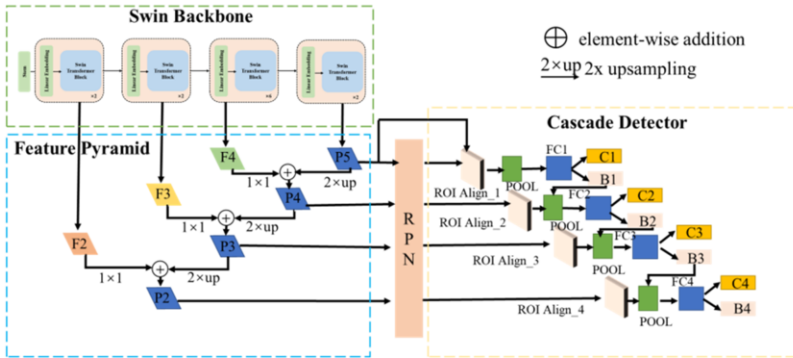 Swin Backbone
Stem
Linear Embedding
Swin
Transformer
Block
×2
Linear Embedding
Swin
Transformer
Block
×2
Linear Embedding
Swin
Transformer
Block
×6
Linear Embedding
Swin
Transformer
Block
×2
element-wise addition
2×up
2x upsampling
Feature Pyramid
F4
P5
1×1
2×up
F3
P4
1×1
2×up
F2
P3
1×1
2×up
P2
RPN
Cascade Detector
ROI Align_1
POOL
FC1
C1
B1
ROI Align_2
POOL
FC2
C2
B2
ROI Align_3
POOL
FC3
C3
B3
ROI Align_4
POOL
FC4
C4
B4